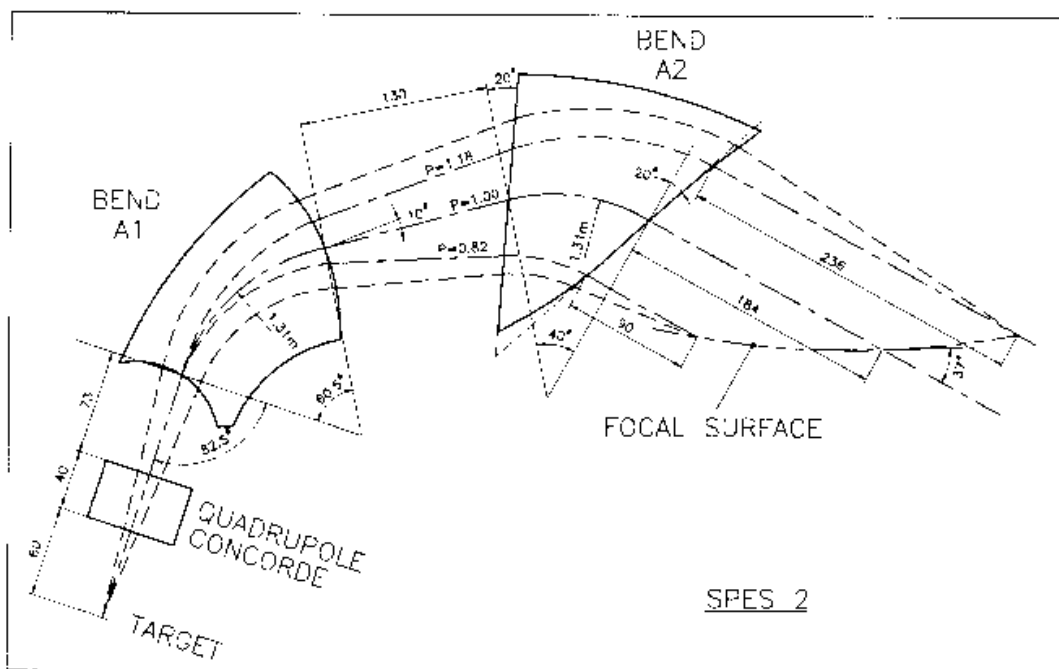 BEND
A2
20°
130
P=1.18
BEND
A1
10°
P=1.00
20°
P=0.82
1.31m
236
184
1.31m
90
40°
37°
60.5°
73
FOCAL SURFACE
82.5°
40
QUADRUPOLE
CONCORDE
60
TARGET
SPES 2